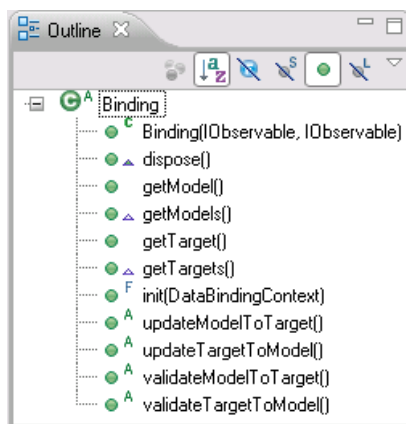 Outline
a z S L
C A Binding
C Binding(IObservable, IObservable)
dispose()
getModel()
getModels()
getTarget()
getTargets()
F init(DataBindingContext)
A updateModelToTarget()
A updateTargetToModel()
A validateModelToTarget()
A validateTargetToModel()